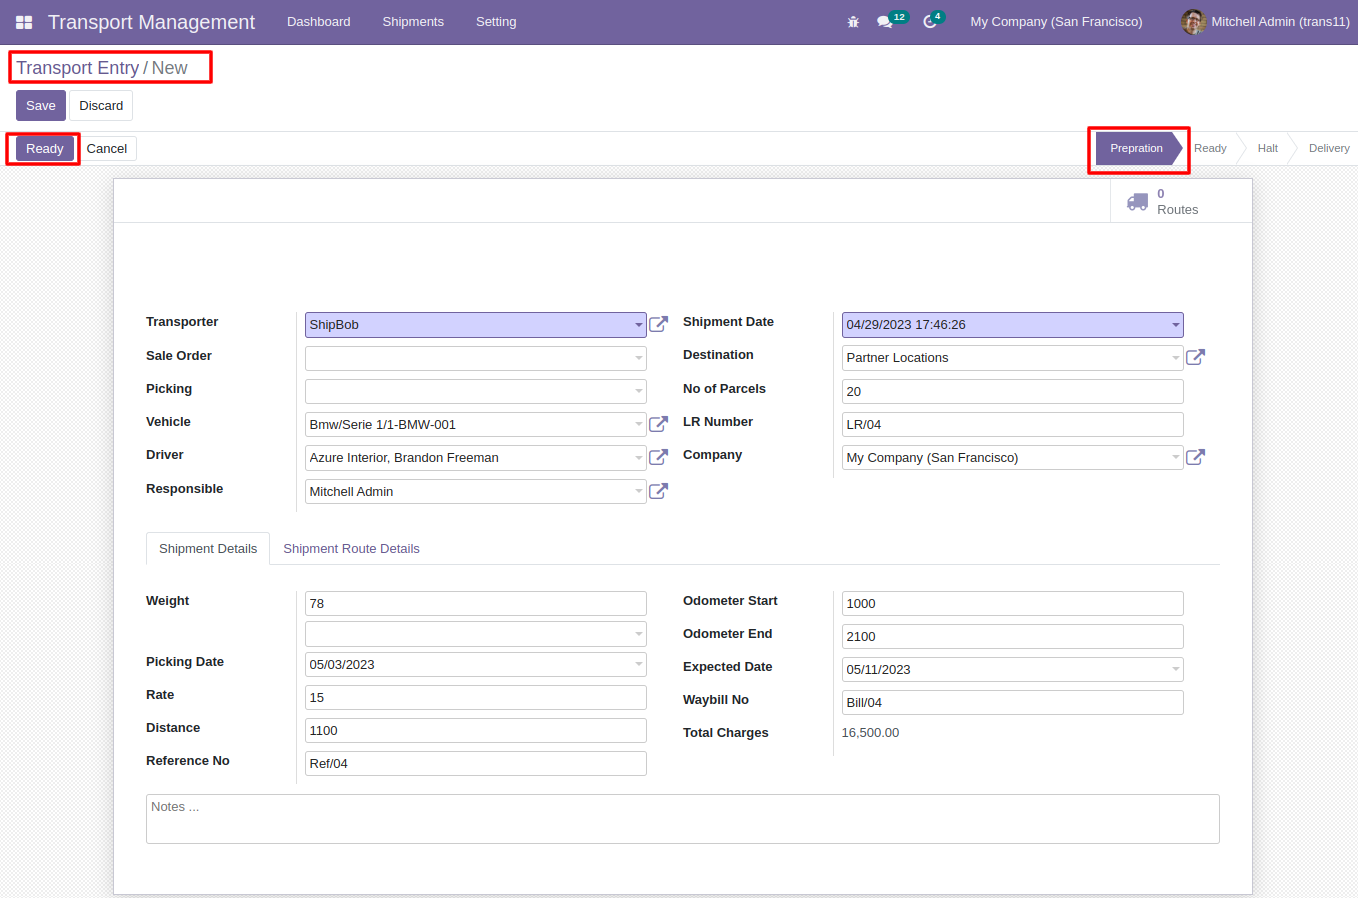 Transport Management Dashboard Shipments Setting 12 4 My Company (San Francisco) Mitchell Admin (trans11)
Transport Entry / New
Save Discard
Ready Cancel Prepration Ready Halt Delivery
0
Routes
Transporter ShipBob Shipment Date 04/29/2023 17:46:26
Sale Order Destination Partner Locations
Picking No of Parcels 20
Vehicle Bmw/Serie 1/1-BMW-001 LR Number LR/04
Driver Azure Interior, Brandon Freeman Company My Company (San Francisco)
Responsible Mitchell Admin
Shipment Details Shipment Route Details
Weight 78 Odometer Start 1000
Odometer End 2100
Picking Date 05/03/2023 Expected Date 05/11/2023
Rate 15 Waybill No Bill/04
Distance 1100 Total Charges 16,500.00
Reference No Ref/04
Notes ...